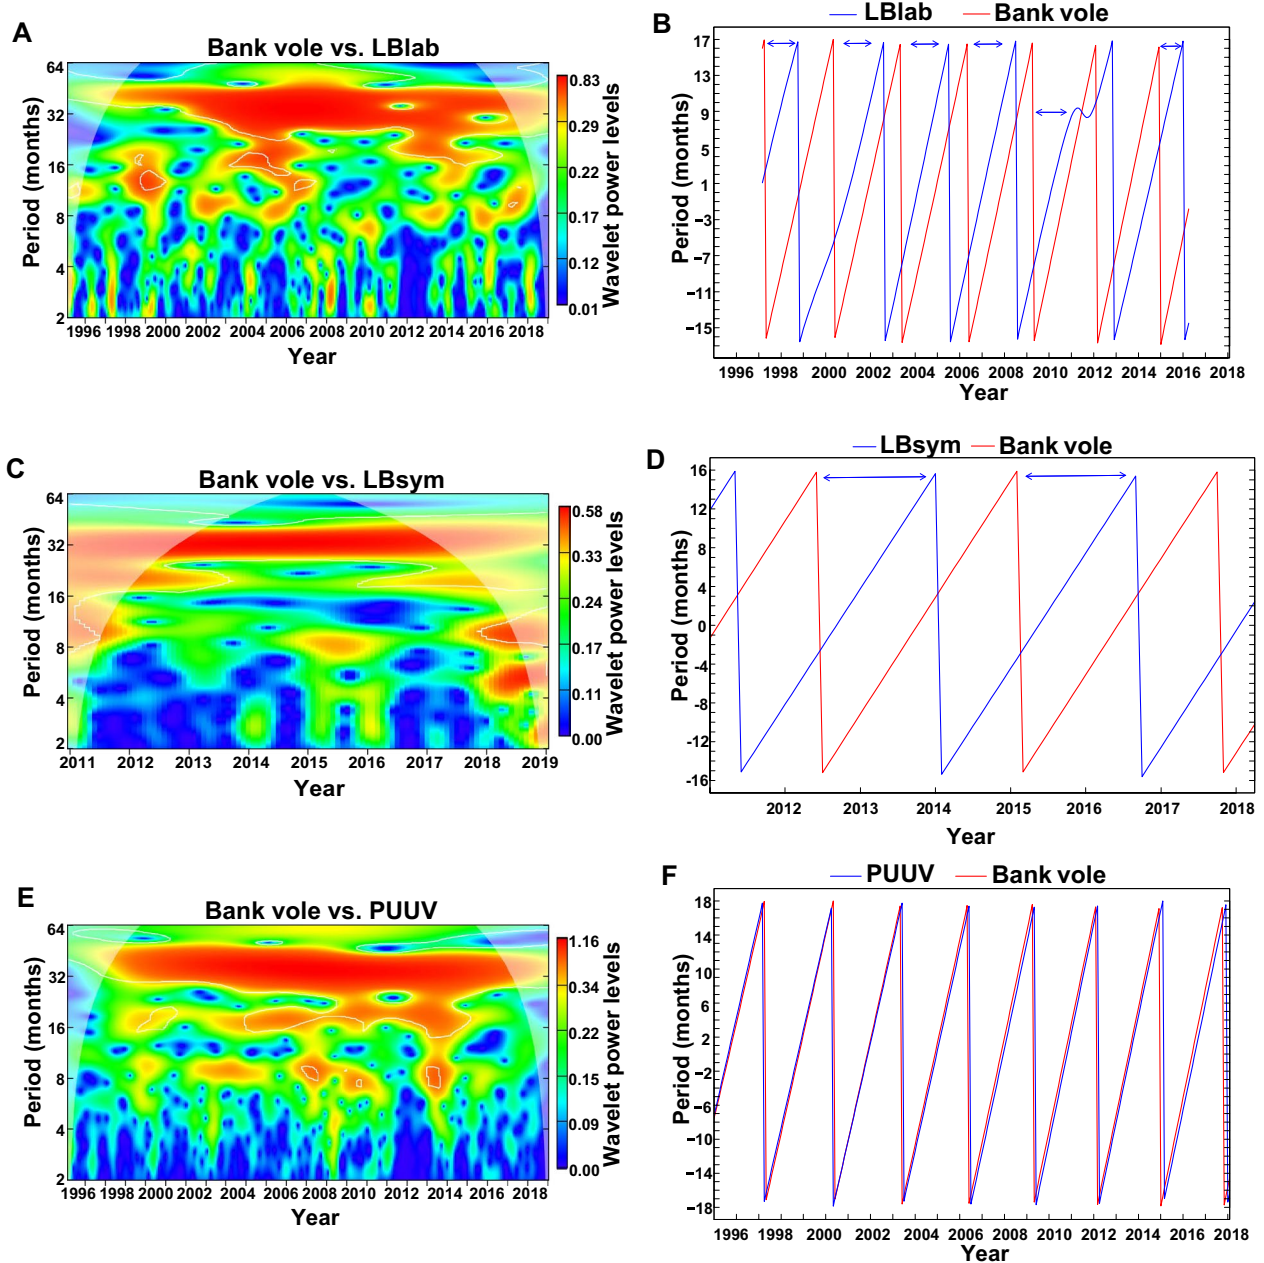 A
Bank vole vs. LBlab
Period (months)
64
32
16
8
4
2
1996 1998 2000 2002 2004 2006 2008 2010 2012 2014 2016 2018
Year
0.83
0.29
0.22
0.17
0.12
0.01
Wavelet power levels
B
LBlab Bank vole
Period (months)
17
13
9
5
1
−3
−7
−11
−15
1996 1998 2000 2002 2004 2006 2008 2010 2012 2014 2016 2018
Year
C
Bank vole vs. LBsym
Period (months)
64
32
16
8
4
2
2011 2012 2013 2014 2015 2016 2017 2018 2019
Year
0.58
0.33
0.24
0.17
0.11
0.00
Wavelet power levels
D
LBsym Bank vole
Period (months)
16
12
8
4
0
-4
-8
-12
-16
2012 2013 2014 2015 2016 2017 2018
Year
E
Bank vole vs. PUUV
Period (months)
64
32
16
8
4
2
1996 1998 2000 2002 2004 2006 2008 2010 2012 2014 2016 2018
Year
1.16
0.34
0.22
0.15
0.09
0.00
Wavelet power levels
F
PUUV Bank vole
Period (months)
18
14
10
6
2
−2
−6
−10
−14
−18
1996 1998 2000 2002 2004 2006 2008 2010 2012 2014 2016 2018
Year